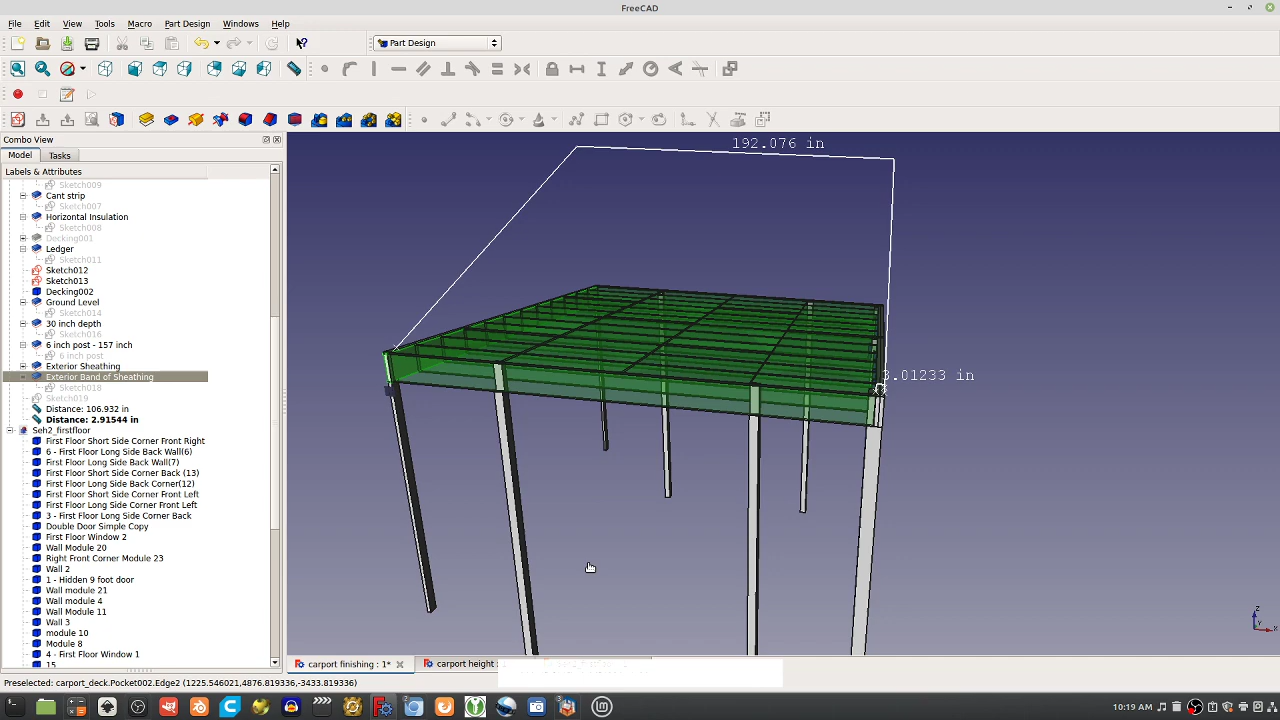 FreeCAD
File Edit View Tools Macro Part Design Windows Help
Part Design
Combo View
Model Tasks
Labels & Attributes
Sketch009
Cant strip
Sketch007
Horizontal Insulation
Sketch008
Decking001
Ledger
Sketch011
Sketch012
Sketch013
Decking002
Ground Level
Sketch014
30 inch depth
Sketch016
6 inch post - 157 inch
6 inch post
Exterior Sheathing
Exterior Band of Sheathing
Sketch018
Sketch019
Distance: 106.932 in
Distance: 2.91544 in
Seh2_firstfloor
First Floor Short Side Corner Front Right
6 - First Floor Long Side Back Wall(6)
First Floor Long Side Back Wall(7)
First Floor Short Side Corner Back (13)
First Floor Long Side Back Corner(12)
First Floor Short Side Corner Front Left
First Floor Long Side Corner Front Left
3 - First Floor Long Side Corner Back
Double Door Simple Copy
First Floor Window 2
Wall Module 20
Right Front Corner Module 23
Wall 2
1 - Hidden 9 foot door
Wall module 21
Wall module 4
Wall Module 11
Wall 3
module 10
Module 8
4 - First Floor Window 1
15
192.076 in
3.01233 in
Z
Y
X
carport finishing : 1*
carport height
Preselected: carport_deck.Pocket002.Edge2 (1225.546021,4876.819336,-3433.819336)
10:19 AM